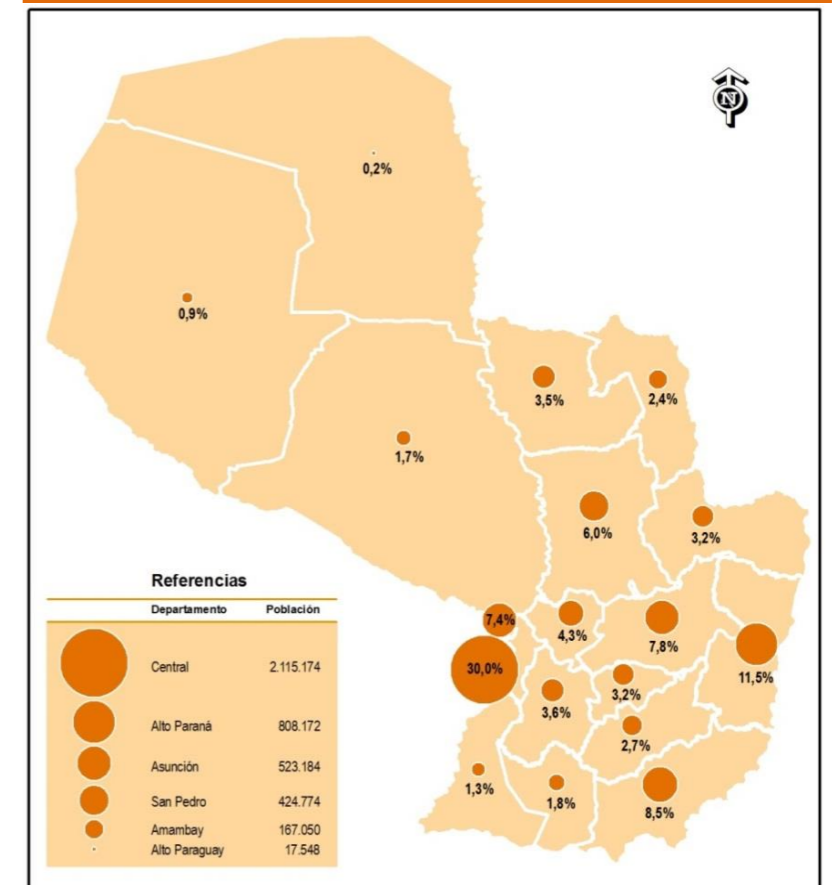 N
0,2%
0,9%
3,5%
2,4%
1,7%
6,0%
3,2%
7,4%
4,3%
7,8%
30,0%
11,5%
3,6%
3,2%
2,7%
1,3%
1,8%
8,5%
Referencias
Departamento Población
Central 2.115.174
Alto Paraná 808.172
Asunción 523.184
San Pedro 424.774
Amambay 167.050
Alto Paraguay 17.548